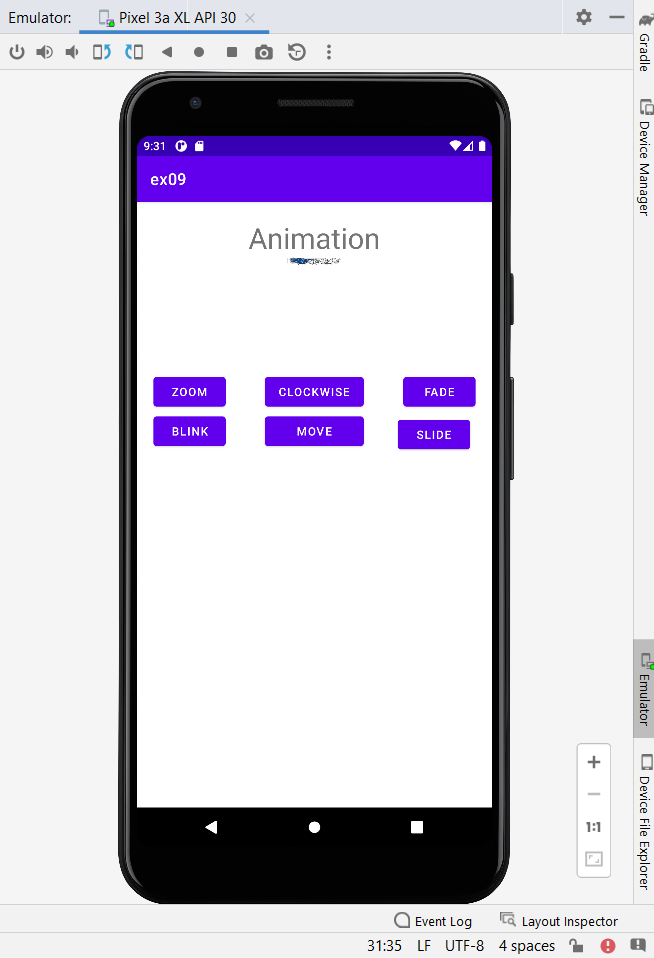 Emulator: Pixel 3a XL API 30
9:31
ex09
Animation
ZOOM CLOCKWISE FADE
BLINK MOVE SLIDE
1:1
Gradle
Device Manager
Emulator
Device File Explorer
Event Log Layout Inspector
31:35 LF UTF-8 4 spaces